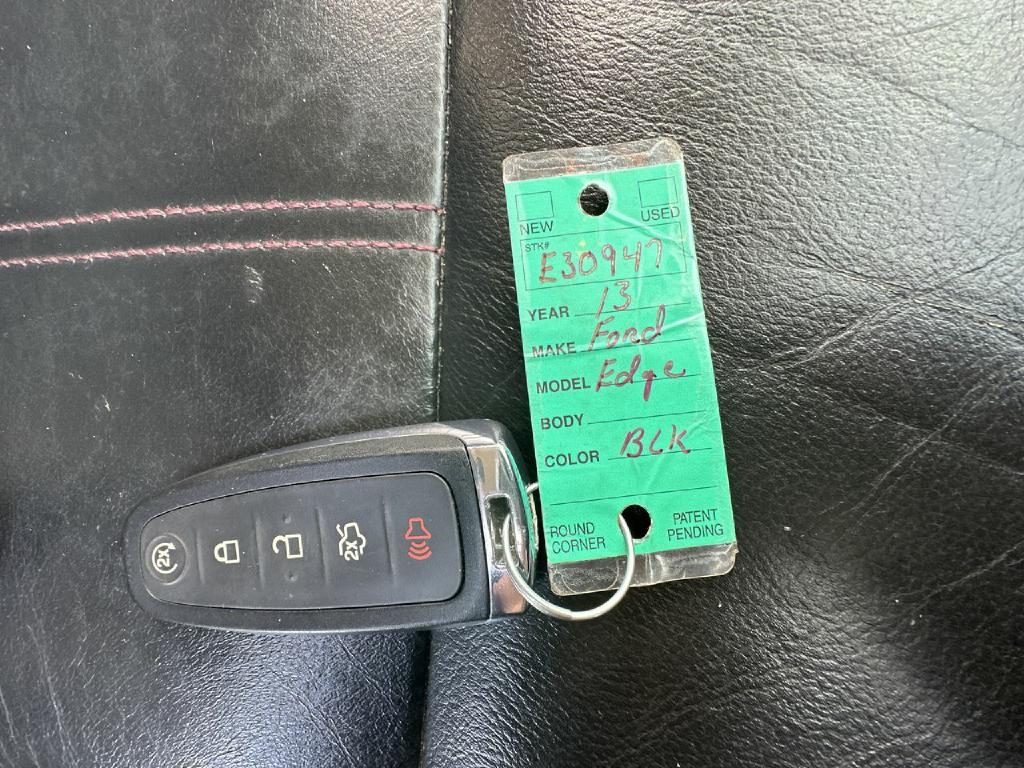 NEW USED
STK#
E30947
YEAR 13
MAKE Ford
MODEL Edge
BODY
COLOR BLK
ROUND CORNER
PATENT PENDING
2X
2X